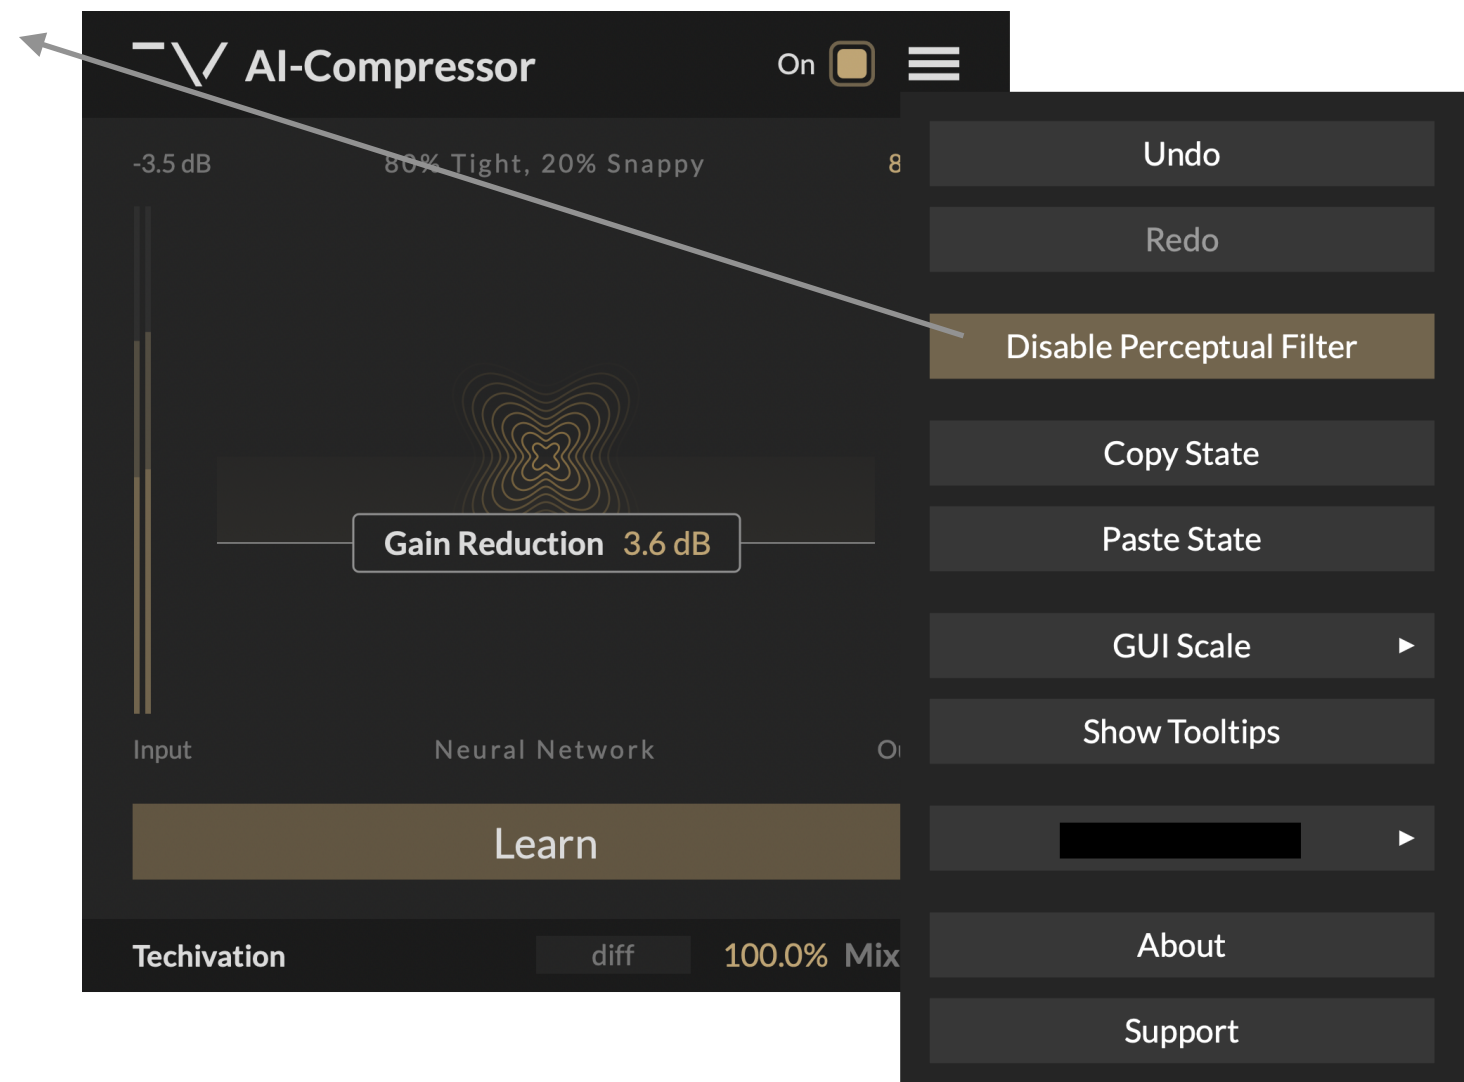 AI-Compressor
On
-3.5 dB
80% Tight, 20% Snappy
8
Gain Reduction 3.6 dB
Input
Neural Network
Learn
Techivation
diff
100.0% Mix
Undo
Redo
Disable Perceptual Filter
Copy State
Paste State
GUI Scale
Show Tooltips
About
Support